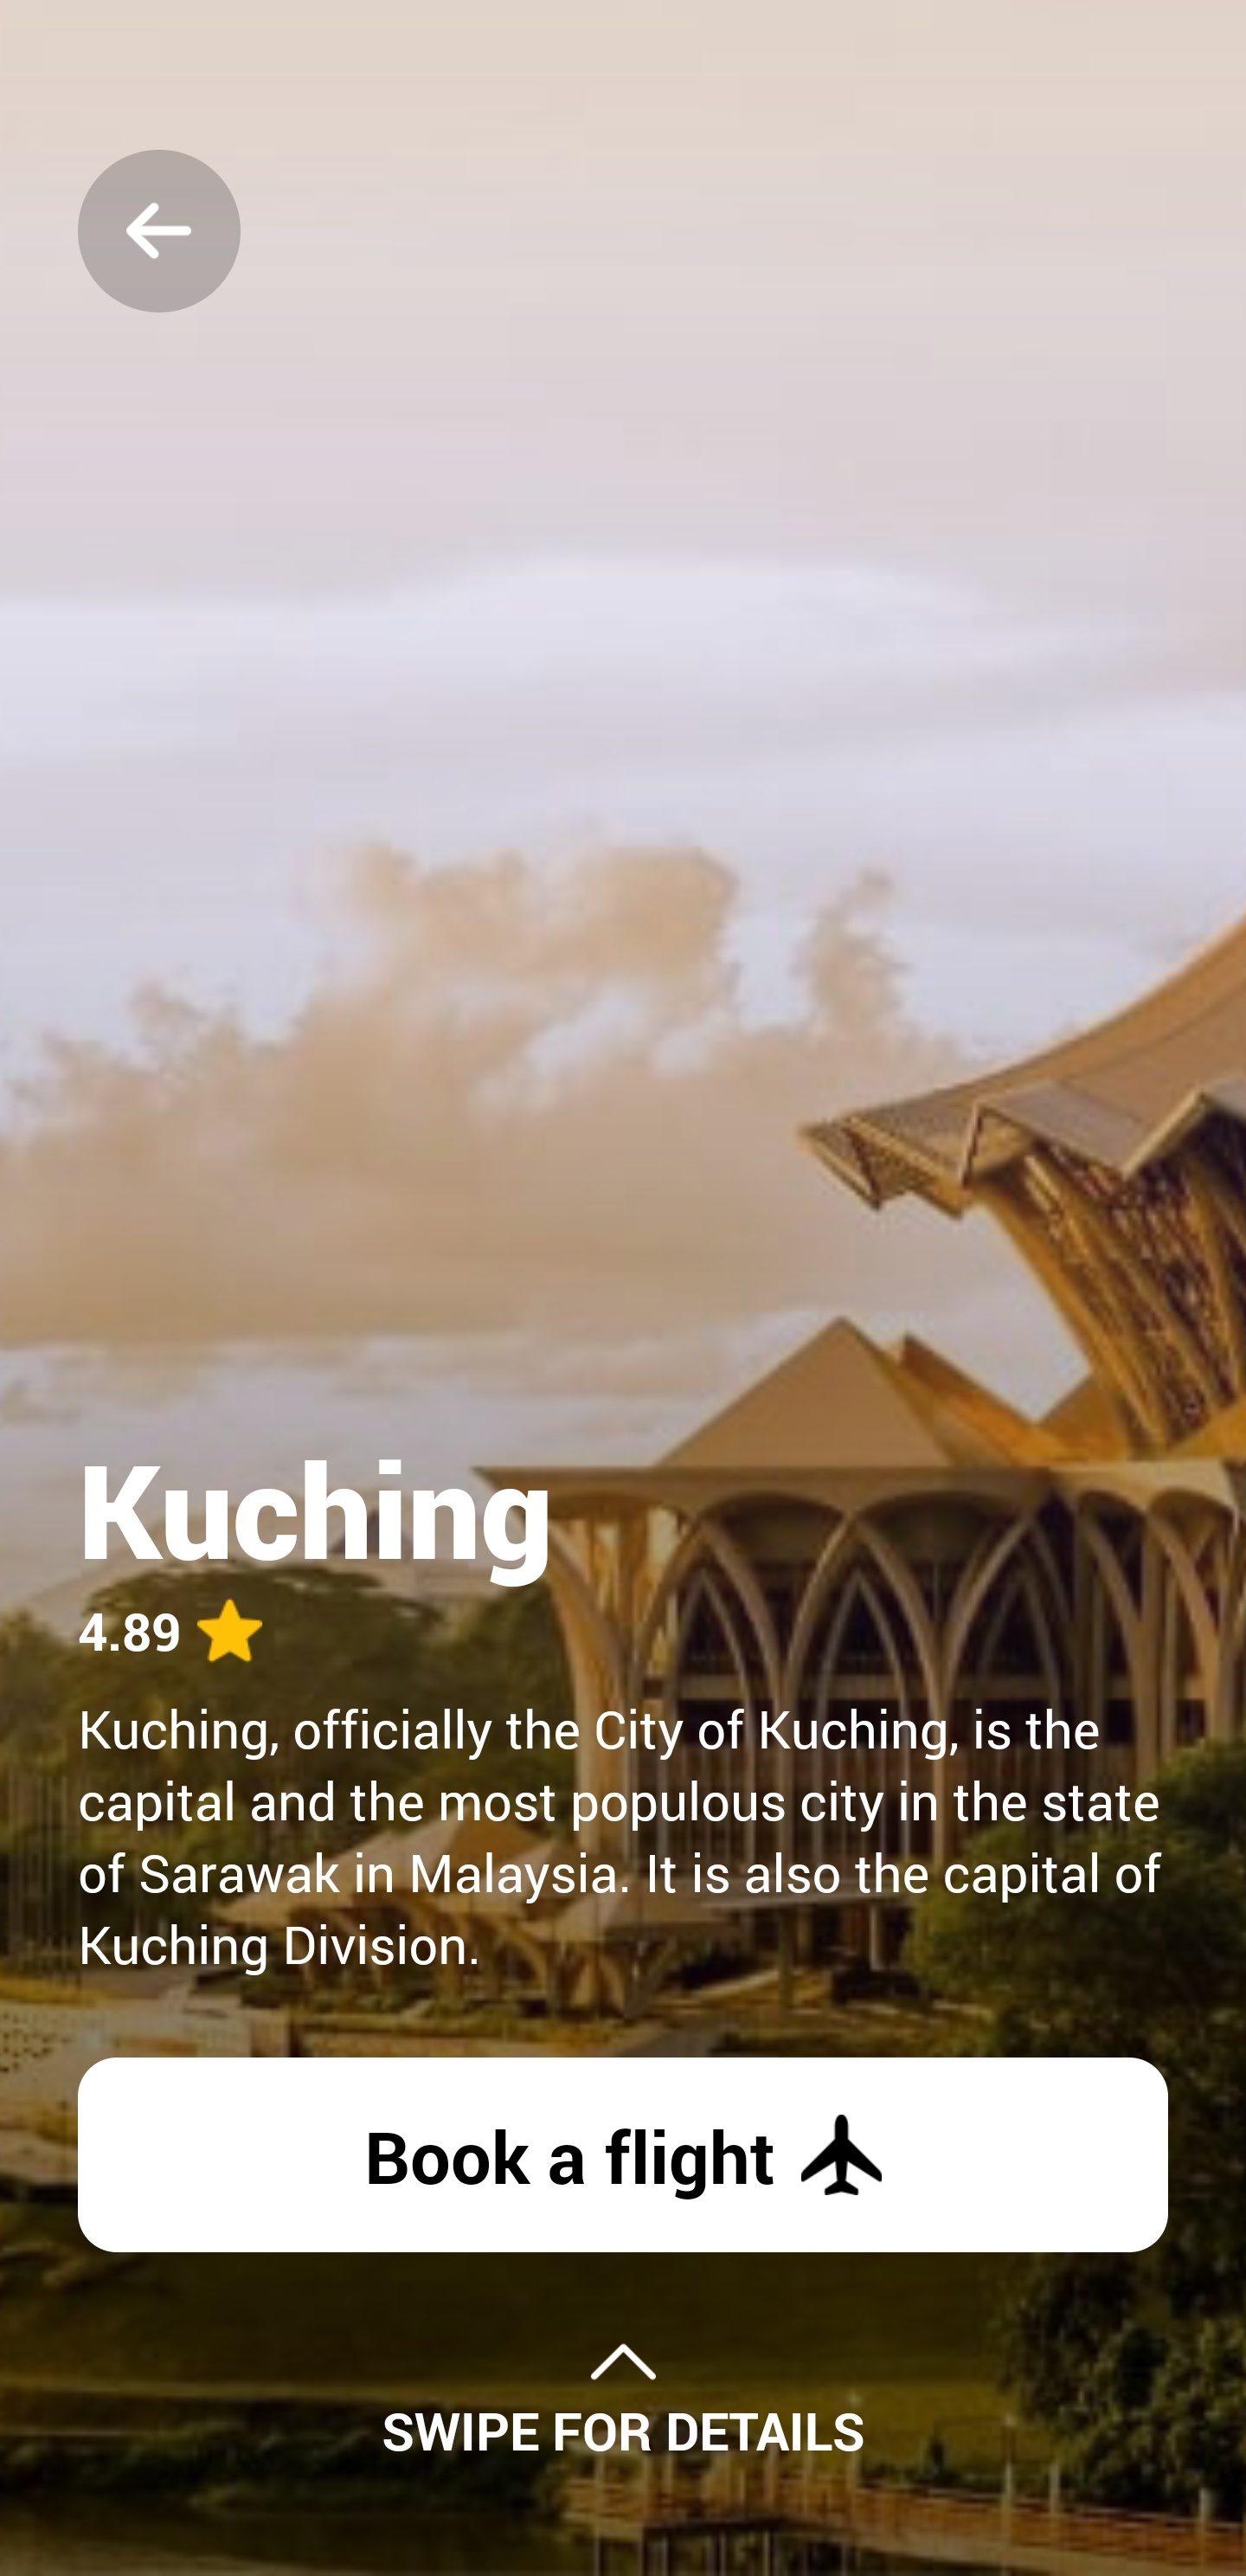 Kuching
4.89
Kuching, officially the City of Kuching, is the
capital and the most populous city in the state
of Sarawak in Malaysia. It is also the capital of
Kuching Division.
Book a flight
SWIPE FOR DETAILS